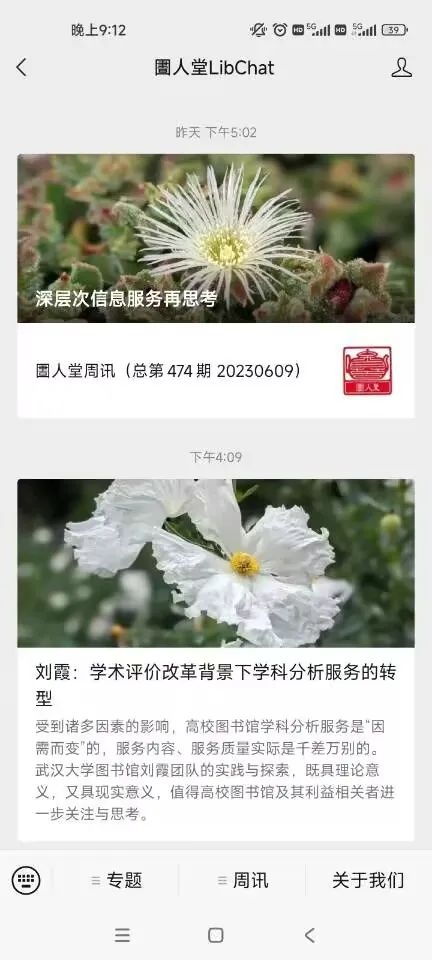 晚上9:12
HD 5G HD 5G 39
圕人堂LibChat
昨天 下午5:02
深层次信息服务再思考
圕人堂周讯（总第 474 期 20230609）
圕人堂
下午4:09
刘霞：学术评价改革背景下学科分析服务的转
型
受到诸多因素的影响，高校图书馆学科分析服务是“因
需而变”的，服务内容、服务质量实际是千差万别的。
武汉大学图书馆刘霞团队的实践与探索，既具理论意
义，又具现实意义，值得高校图书馆及其利益相关者进
一步关注与思考。
专题
周讯
关于我们